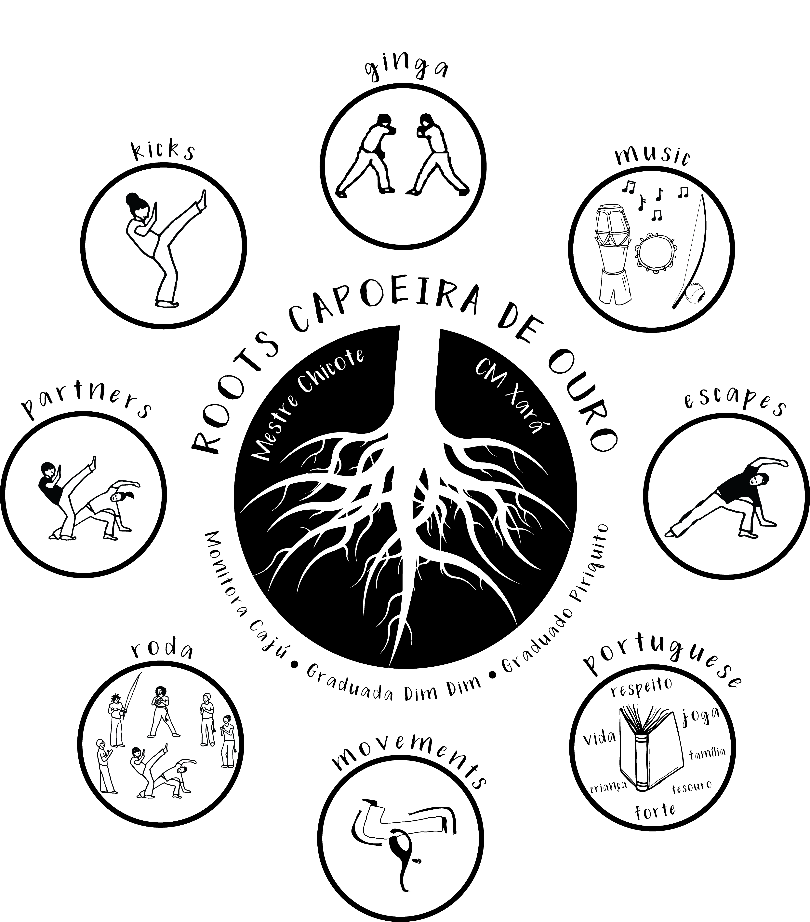 ginga
kicks
music
ROOTS CAPOEIRA DE OURO
Mestre Chicote
CM Xará
partners
escapes
Monitora Cajú • Graduada Dim Dim • Graduado Piriquito
roda
portuguese
respeito
joga
vida
família
criança
tesouro
forte
movements